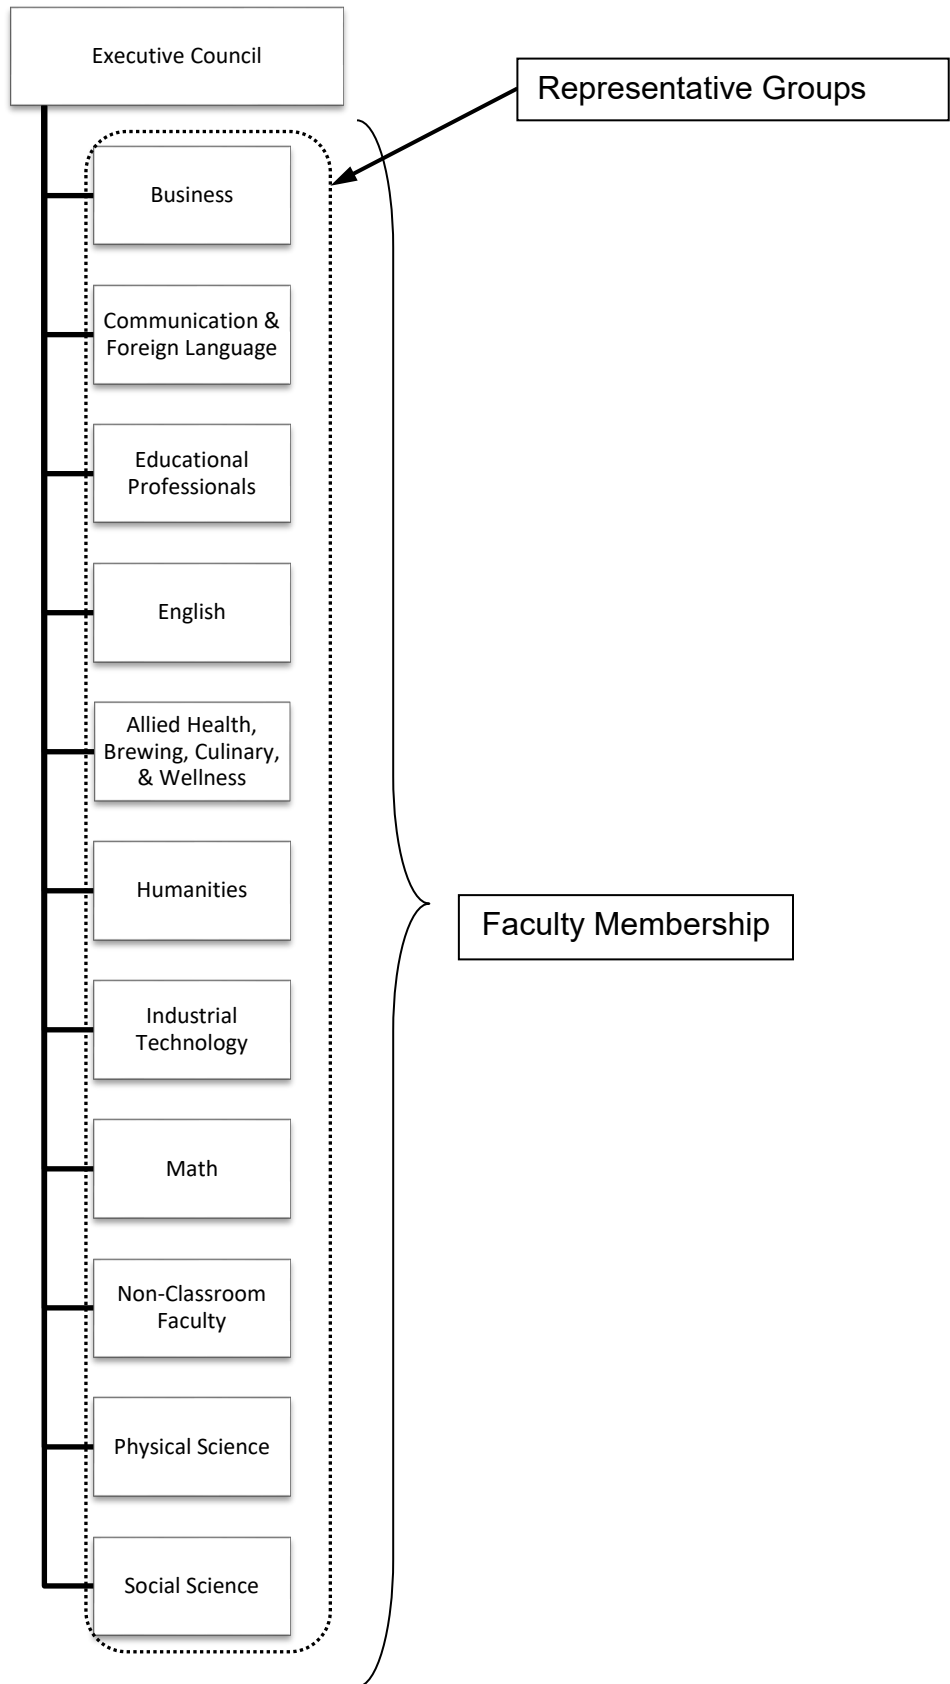 Executive Council
Representative Groups
Business
Communication &
Foreign Language
Educational
Professionals
English
Allied Health,
Brewing, Culinary,
& Wellness
Humanities
Faculty Membership
Industrial
Technology
Math
Non-Classroom
Faculty
Physical Science
Social Science